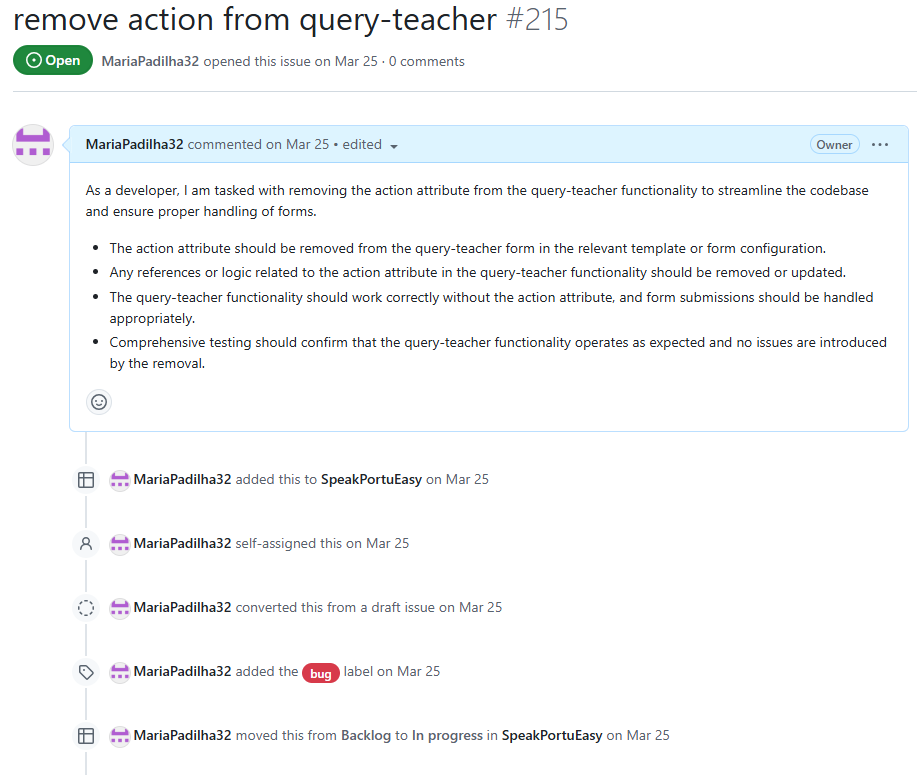 remove action from query-teacher #215
Open MariaPadilha32 opened this issue on Mar 25 · 0 comments
MariaPadilha32 commented on Mar 25 • edited Owner
As a developer, I am tasked with removing the action attribute from the query-teacher functionality to streamline the codebase
and ensure proper handling of forms.
• The action attribute should be removed from the query-teacher form in the relevant template or form configuration.
• Any references or logic related to the action attribute in the query-teacher functionality should be removed or updated.
• The query-teacher functionality should work correctly without the action attribute, and form submissions should be handled
appropriately.
• Comprehensive testing should confirm that the query-teacher functionality operates as expected and no issues are introduced
by the removal.
MariaPadilha32 added this to SpeakPortuEasy on Mar 25
MariaPadilha32 self-assigned this on Mar 25
MariaPadilha32 converted this from a draft issue on Mar 25
MariaPadilha32 added the bug label on Mar 25
MariaPadilha32 moved this from Backlog to In progress in SpeakPortuEasy on Mar 25